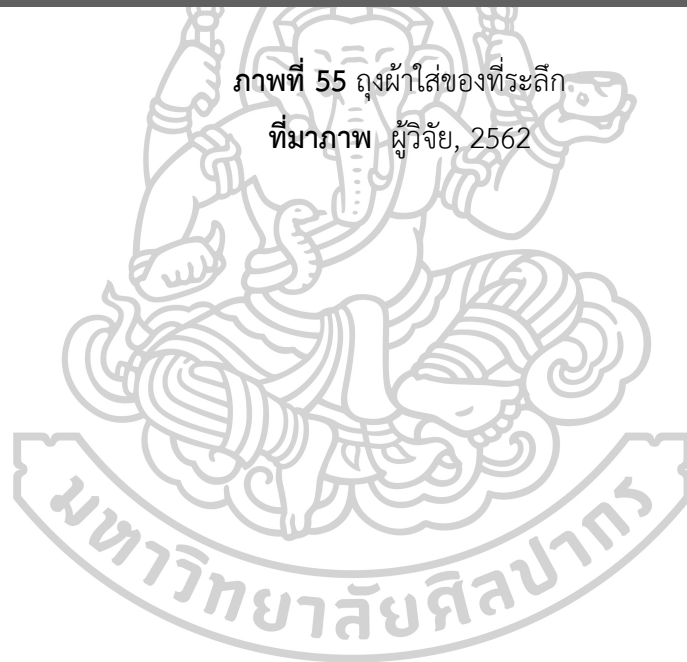 ภาพที่ 55 ถุงผ้าใส่ของที่ระลึก
ที่มาภาพ ผู้วิจัย, 2562
มหาวิทยาลัยศิลปากร